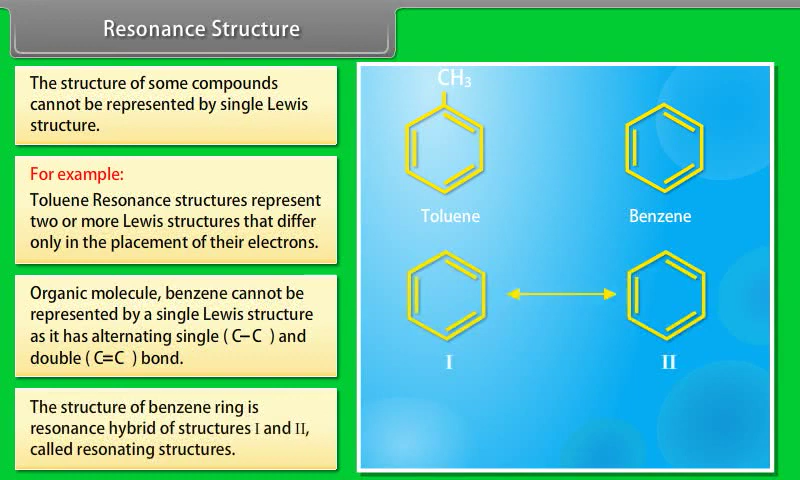 Resonance Structure
The structure of some compounds
cannot be represented by single Lewis
structure.
For example:
Toluene Resonance structures represent
two or more Lewis structures that differ
only in the placement of their electrons.
Organic molecule, benzene cannot be
represented by a single Lewis structure
as it has alternating single ( C–C ) and
double ( C=C ) bond.
The structure of benzene ring is
resonance hybrid of structures I and II,
called resonating structures.
CH₃
Toluene
Benzene
I
II